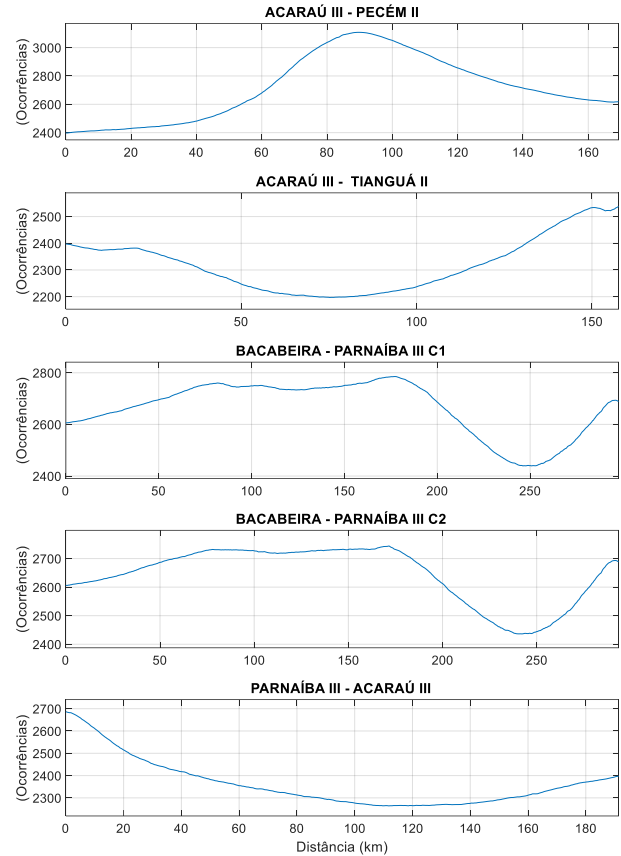 ACARAÚ III - PECÉM II
(Ocorrências)
3000
2800
2600
2400
0 20 40 60 80 100 120 140 160
ACARAÚ III - TIANGUÁ II
(Ocorrências)
2500
2400
2300
2200
0 50 100 150
BACABEIRA - PARNAÍBA III C1
(Ocorrências)
2800
2600
2400
0 50 100 150 200 250
BACABEIRA - PARNAÍBA III C2
(Ocorrências)
2700
2600
2500
2400
0 50 100 150 200 250
PARNAÍBA III - ACARAÚ III
(Ocorrências)
2700
2600
2500
2400
2300
0 20 40 60 80 100 120 140 160 180
Distância (km)